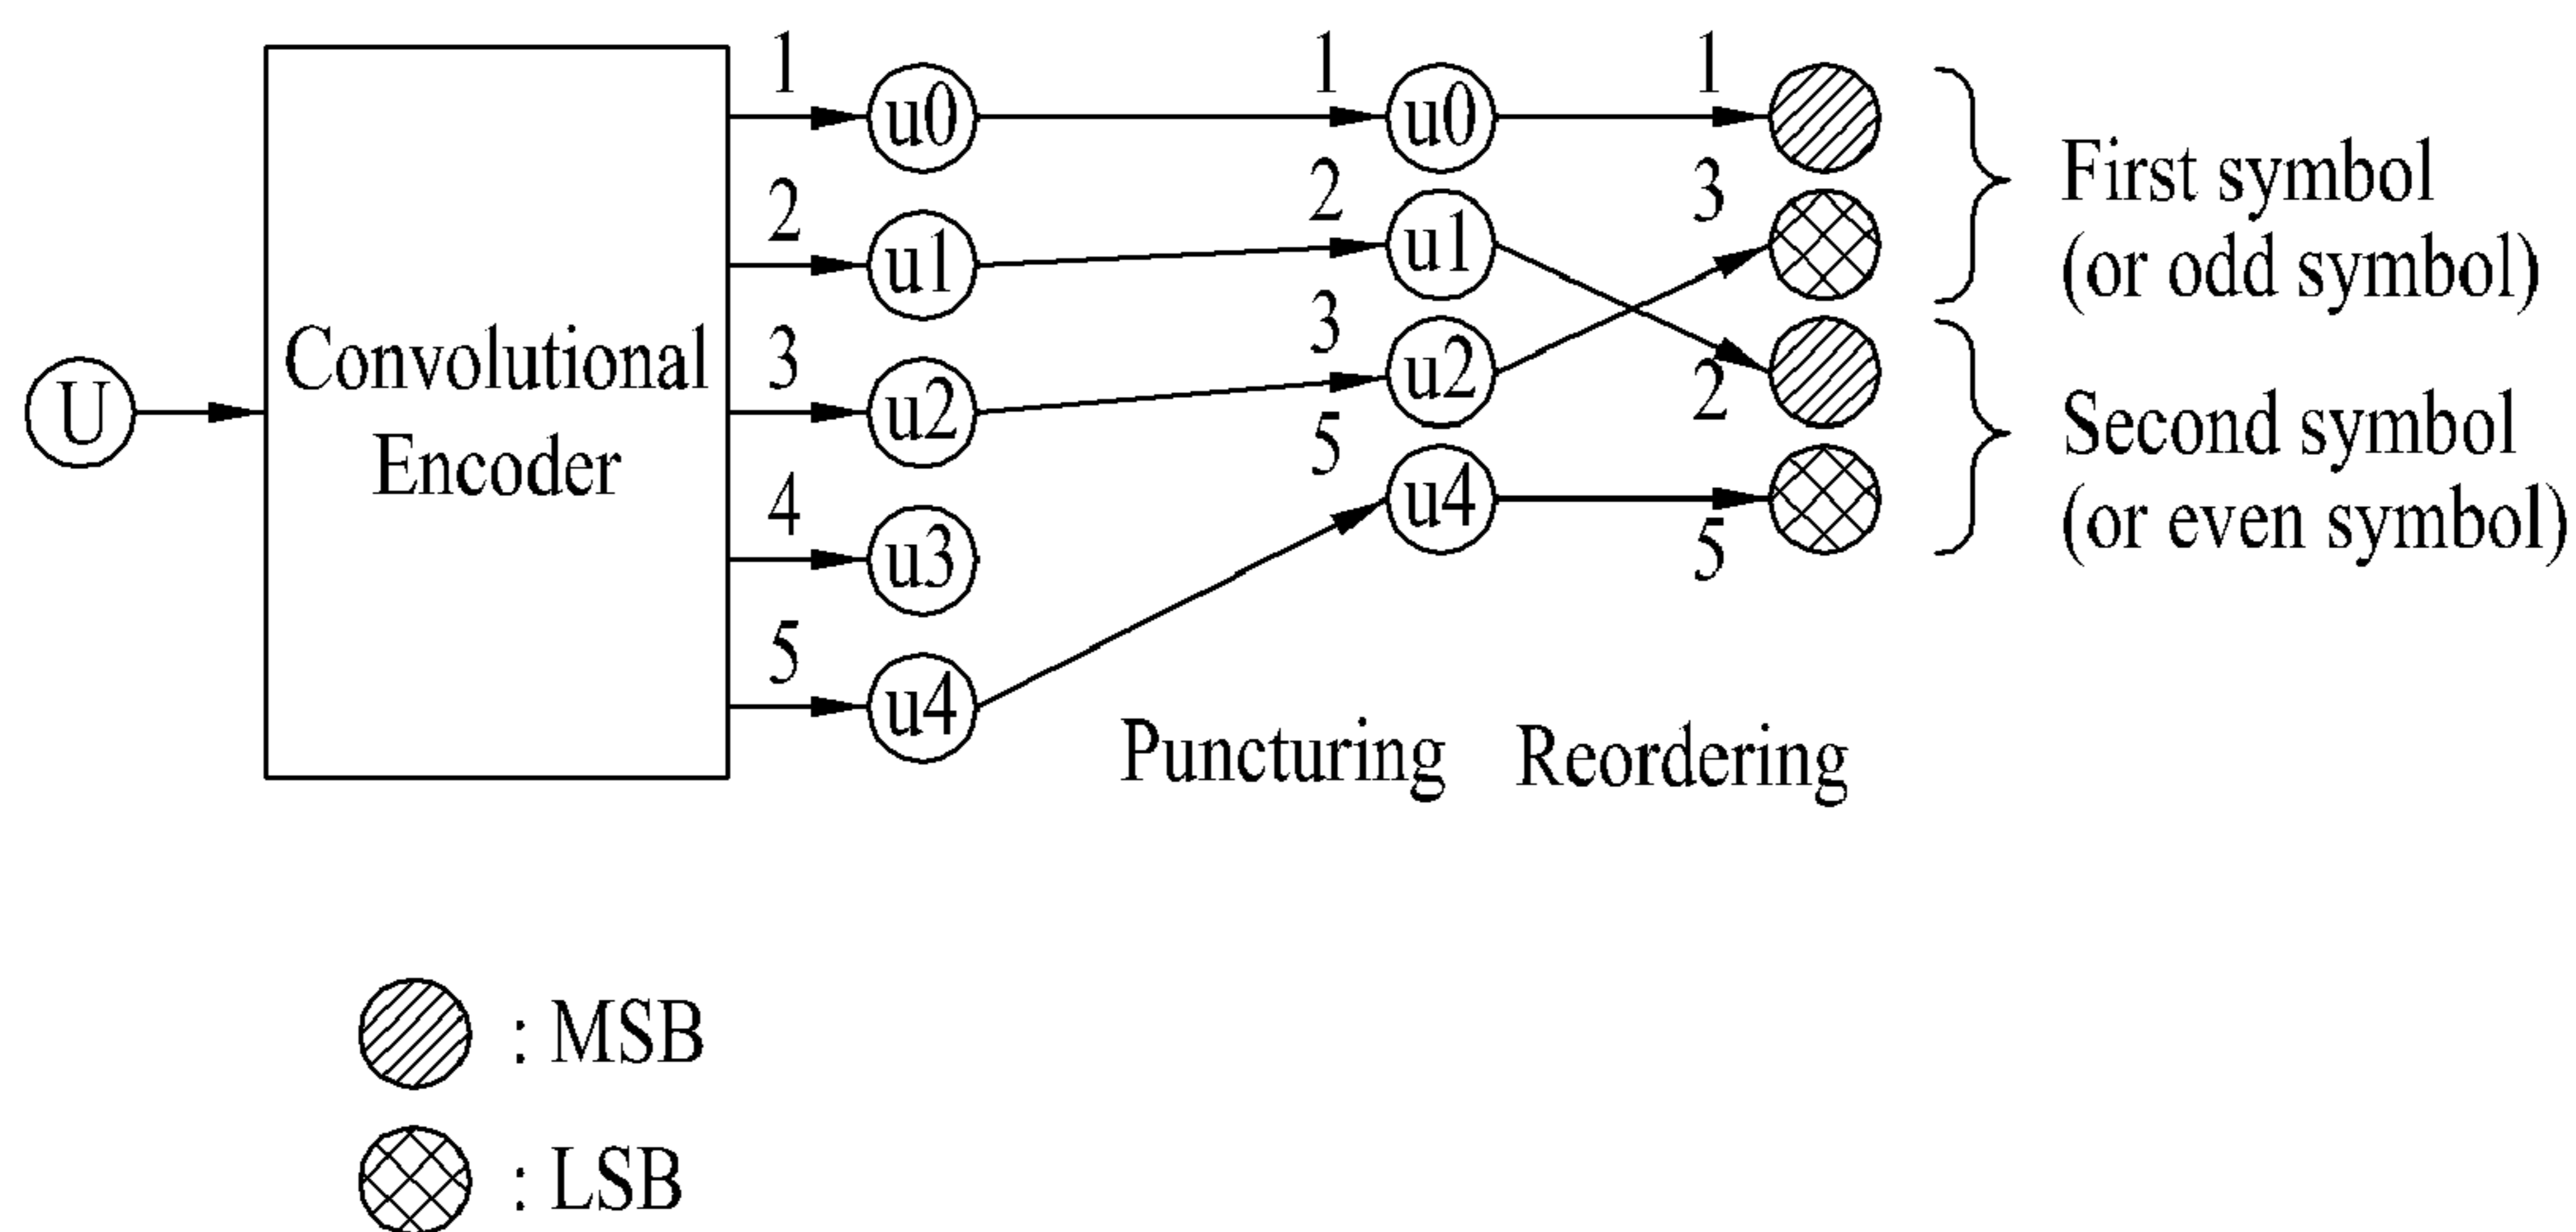 1
u0
1
u0
1
2
u1
2
u1
3
First symbol
(or odd symbol)
U
Convolutional
Encoder
3
u2
3
u2
2
Second symbol
(or even symbol)
4
u3
5
u4
5
5
u4
Puncturing
Reordering
: MSB
: LSB